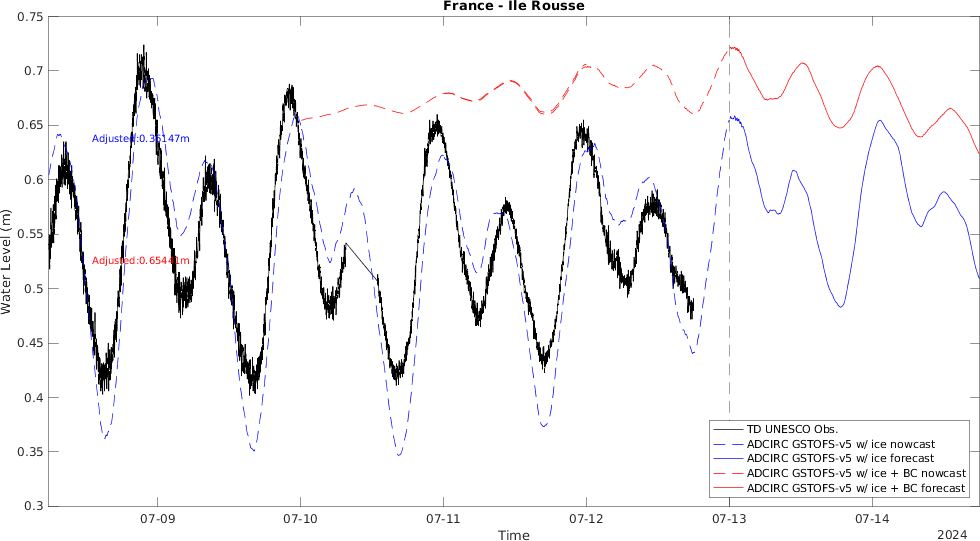 France - Ile Rousse
Water Level (m)
0.75
0.7
0.65
0.6
0.55
0.5
0.45
0.4
0.35
0.3
Adjusted:0.36147m
Adjusted:0.65441m
TD UNESCO Obs.
ADCIRC GSTOFS-v5 w/ ice nowcast
ADCIRC GSTOFS-v5 w/ ice forecast
ADCIRC GSTOFS-v5 w/ ice + BC nowcast
ADCIRC GSTOFS-v5 w/ ice + BC forecast
07-09 07-10 07-11 07-12 07-13 07-14
Time
2024